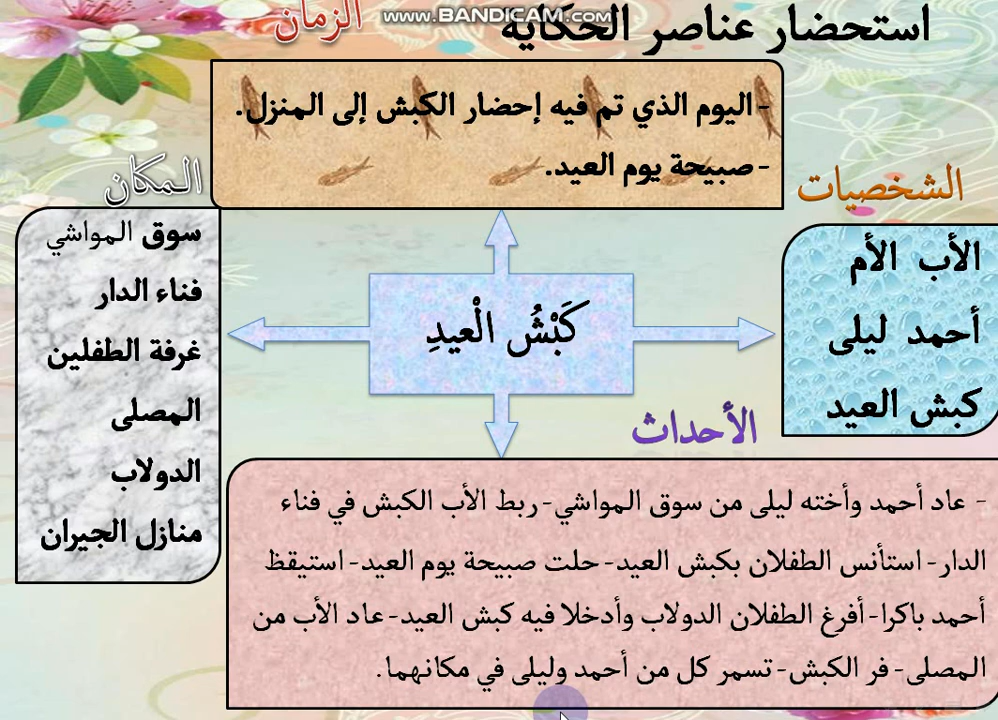 www.BANDICAM.com
استحضار عناصر الحكاية
الزمان
-اليوم الذي تم فيه إحضار الكبش إلى المنزل.
-صبيحة يوم العيد.
الشخصيات
الأب الأم
أحمد ليلى
كبش العيد
المكان
سوق المواشي
فناء الدار
غرفة الطفلين
المصلى
الدولاب
منازل الجيران
كَبْشُ الْعيدِ
الأحداث
- عاد أحمد وأخته ليلى من سوق المواشي-ربط الأب الكبش في فناء
الدار-استأنس الطفلان بكبش العيد-حلت صبيحة يوم العيد-استيقظ
أحمد باكرا-أفرغ الطفلان الدولاب وأدخلا فيه كبش العيد-عاد الأب من
المصلى-فر الكبش-تسمر كل من أحمد وليلى في مكانهما.